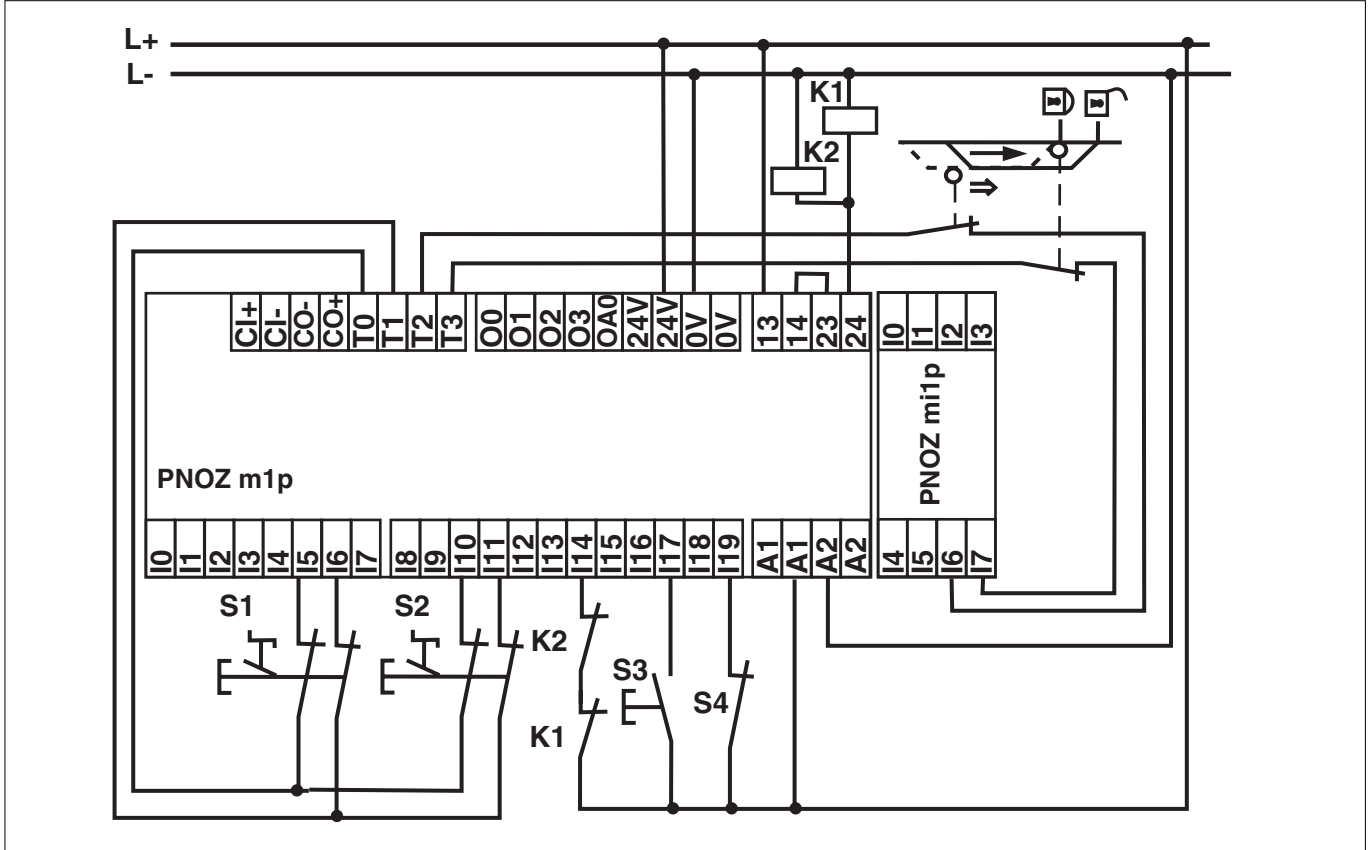 L+
L-
K1
K2
CI+ CI- CO- CO+ T0 T1 T2 T3 O0 O1 O2 O3 OA0 24V 24V 0V 0V 13 14 23 24 I0 I1 I2 I3
PNOZ m1p
PNOZ mi1p
I0 I1 I2 I3 I4 I5 I6 I7 I8 I9 I10 I11 I12 I13 I14 I15 I16 I17 I18 I19 A1 A1 A2 A2 I4 I5 I6 I7
S1
S2
K2
S3
S4
K1